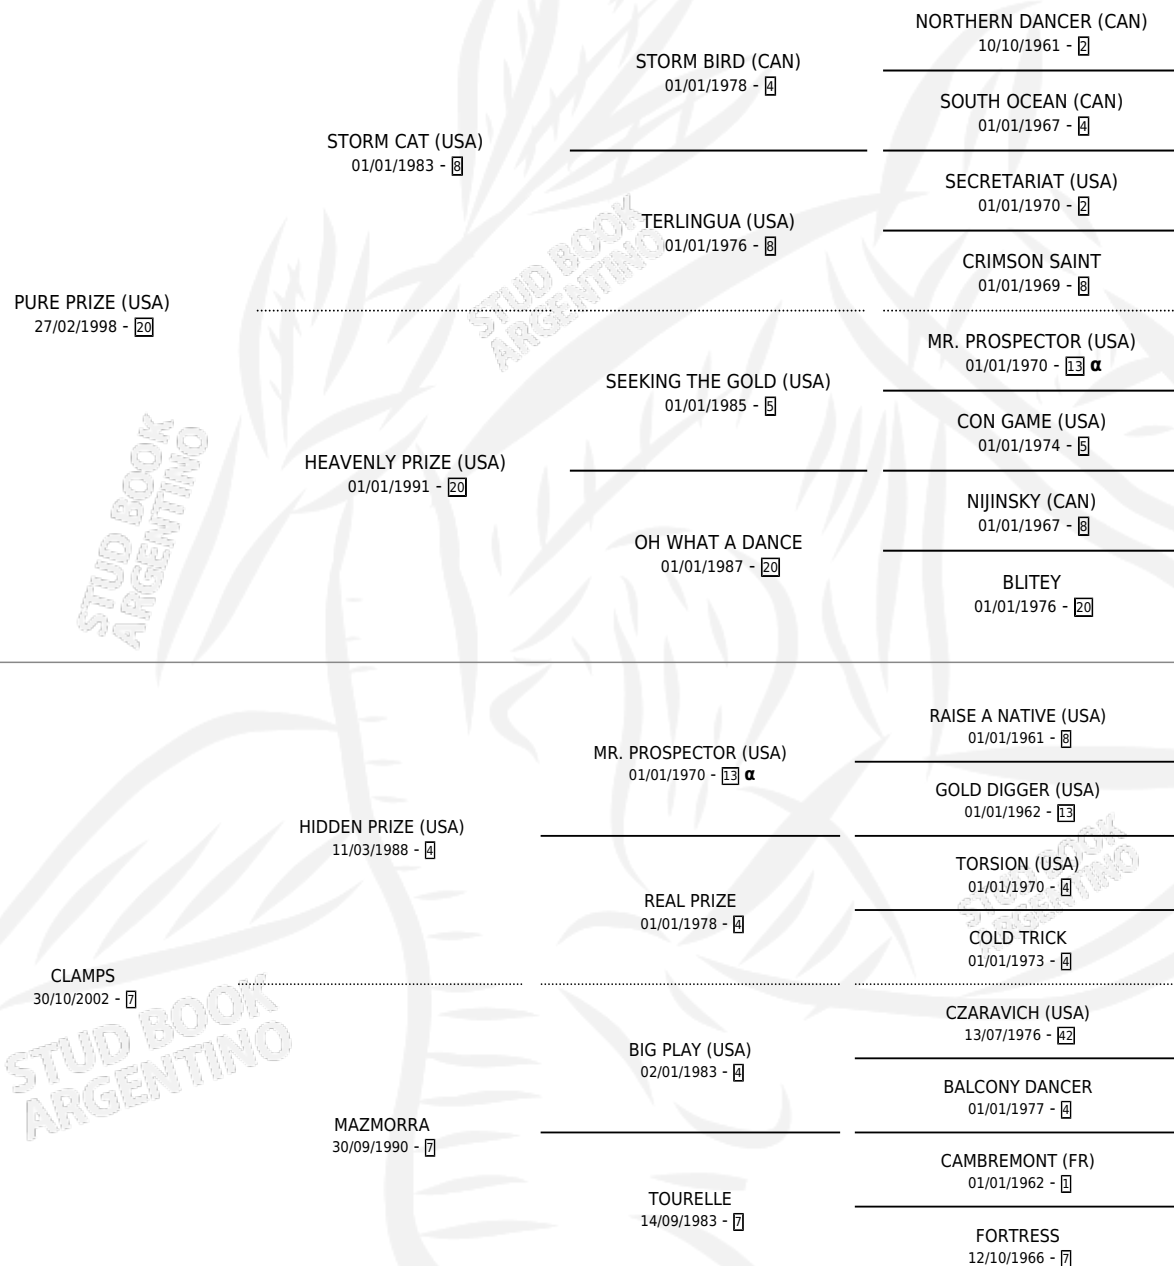 NORTHERN DANCER (CAN)
10/10/1961 - 2
STORM BIRD (CAN)
01/01/1978 - 4
SOUTH OCEAN (CAN)
01/01/1967 - 4
STORM CAT (USA)
01/01/1983 - 8
SECRETARIAT (USA)
01/01/1970 - 2
TERLINGUA (USA)
01/01/1976 - 8
CRIMSON SAINT
01/01/1969 - 8
PURE PRIZE (USA)
27/02/1998 - 20
MR. PROSPECTOR (USA)
01/01/1970 - 13 α
SEEKING THE GOLD (USA)
01/01/1985 - 5
CON GAME (USA)
01/01/1974 - 5
HEAVENLY PRIZE (USA)
01/01/1991 - 20
NIJINSKY (CAN)
01/01/1967 - 8
OH WHAT A DANCE
01/01/1987 - 20
BLITEY
01/01/1976 - 20
RAISE A NATIVE (USA)
01/01/1961 - 8
MR. PROSPECTOR (USA)
01/01/1970 - 13 α
GOLD DIGGER (USA)
01/01/1962 - 13
HIDDEN PRIZE (USA)
11/03/1988 - 4
TORSION (USA)
01/01/1970 - 4
REAL PRIZE
01/01/1978 - 4
COLD TRICK
01/01/1973 - 4
CLAMPS
30/10/2002 - 7
CZARAVICH (USA)
13/07/1976 - 42
BIG PLAY (USA)
02/01/1983 - 4
BALCONY DANCER
01/01/1977 - 4
MAZMORRA
30/09/1990 - 7
CAMBREMONT (FR)
01/01/1962 - 1
TOURELLE
14/09/1983 - 7
FORTRESS
12/10/1966 - 7
STUD BOOK
ARGENTINO
STUD BOOK
ARGENTINO
STUD BOOK
ARGENTINO
STUD BOOK
ARGENTINO